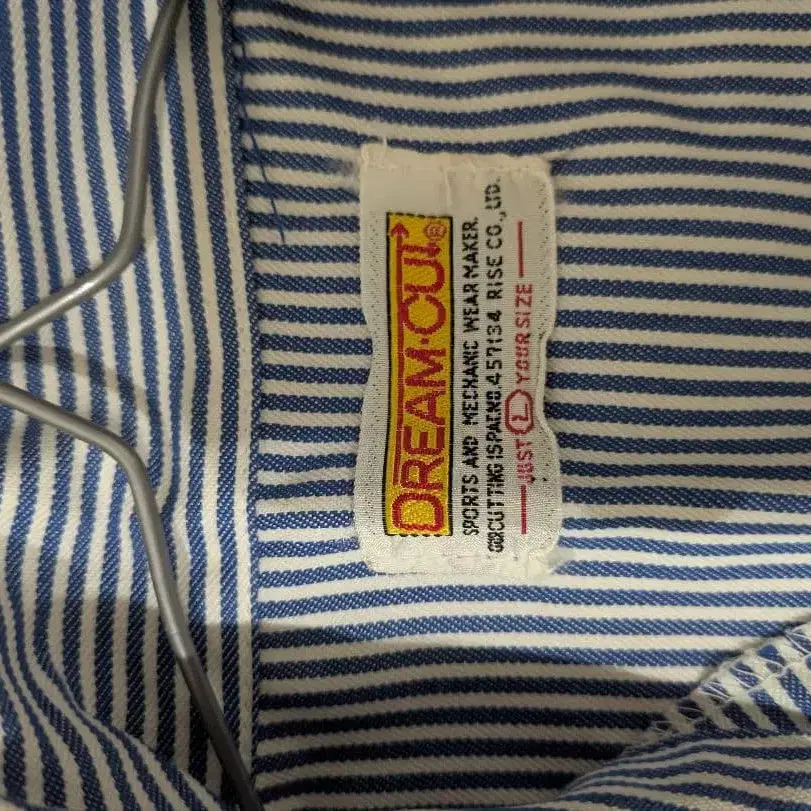 DREAM·CUT®
SPORTS AND MECHANIC WEAR MAKER.
CUTTING IS PAT.NO.457134 RISE CO.,LTD.
JUST L YOUR SIZE